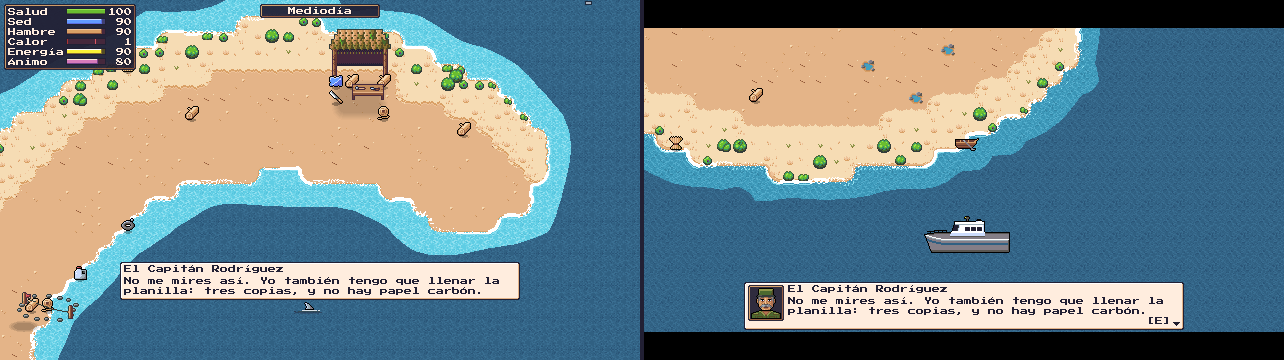 Salud 100
Sed 90
Hambre 90
Calor 1
Energía 90
Ánimo 80
Mediodía
El Capitán Rodríguez
No me mires así. Yo también tengo que llenar la
planilla: tres copias, y no hay papel carbón.
El Capitán Rodríguez
No me mires así. Yo también tengo que llenar la
planilla: tres copias, y no hay papel carbón.
[E]